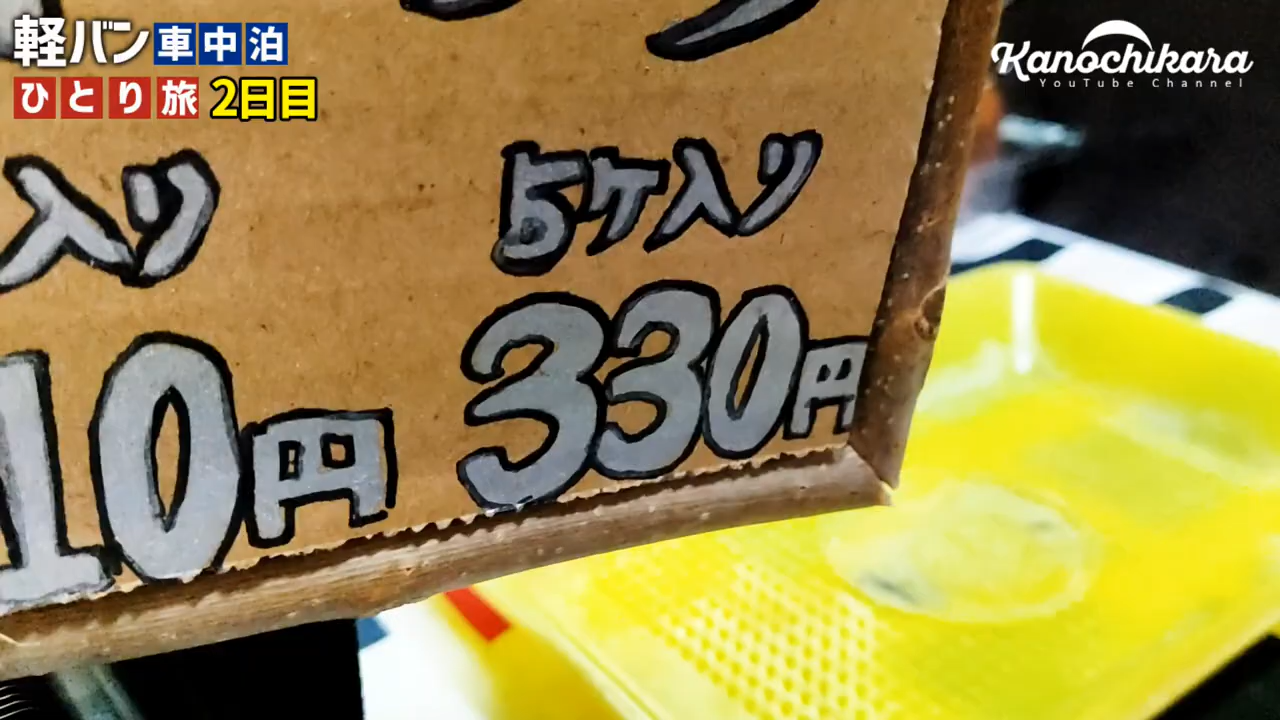 軽バン車中泊
ひとり旅 2日目
Kanochikara
YouTube Channel
入り
5ケ入り
10円
330円